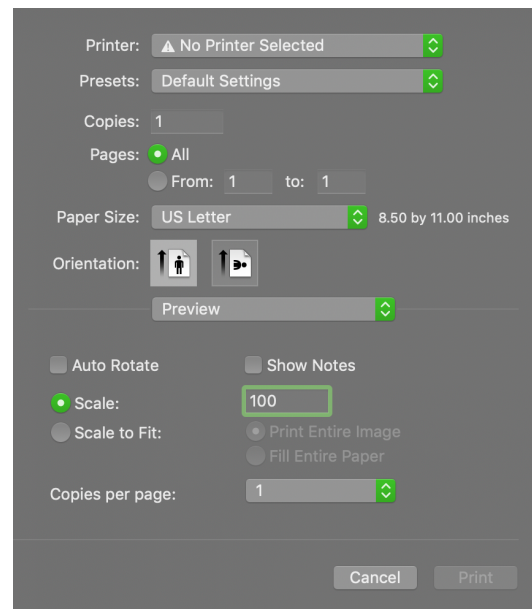 Printer: No Printer Selected
Presets: Default Settings
Copies: 1
Pages: All
From: 1 to: 1
Paper Size: US Letter 8.50 by 11.00 inches
Orientation:
Preview
Auto Rotate Show Notes
Scale: 100
Scale to Fit: Print Entire Image
Fill Entire Paper
Copies per page: 1
Cancel Print